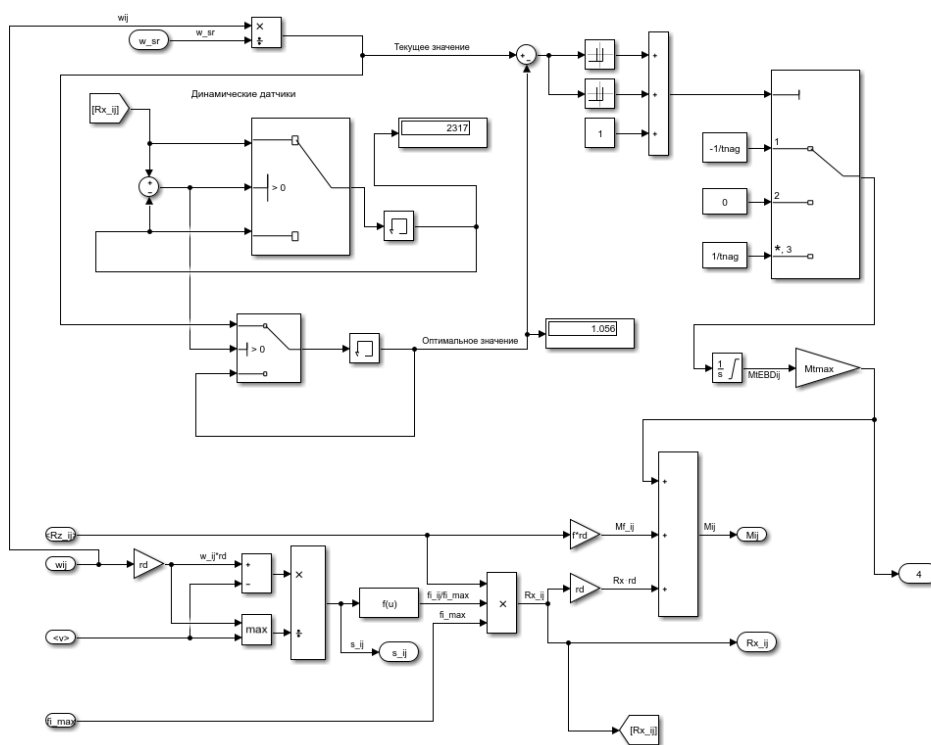 wij
w_sr
w_sr
×
÷
Текущее значение
+
−
+
+
+
1
Динамические датчики
[Rx_ij]
+
−
> 0
2317
-1/tnag
1
0
2
1/tnag
*, 3
> 0
Оптимальное значение
1.056
1
s
MtEBDij
Mtmax
+
+
+
<Rz_ij>
f*rd
Mf_ij
Mij
Mij
wij
rd
w_ij*rd
+
−
×
÷
max
<v>
f(u)
fi_ij/fi_max
fi_max
×
Rx_ij
rd
Rx·rd
4
s_ij
s_ij
Rx_ij
fi_max
[Rx_ij]